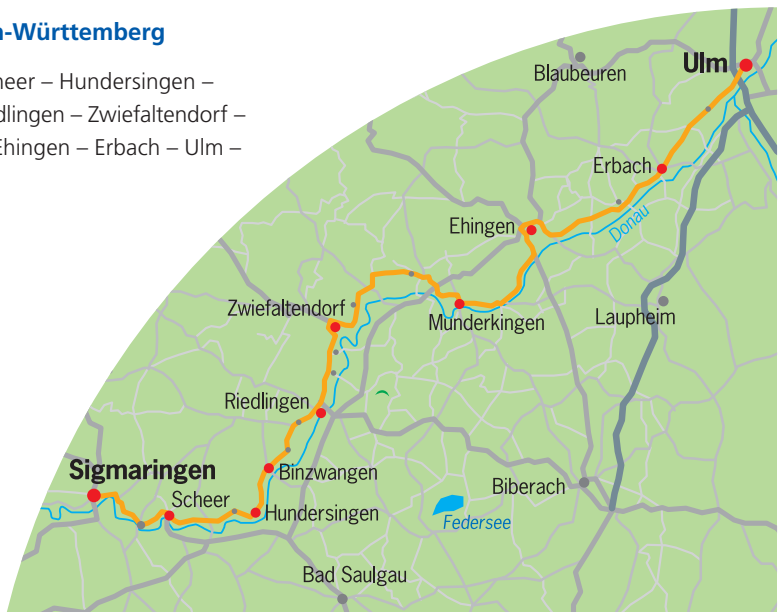 -Württemberg
heer – Hundersingen –
dlingen – Zwiefaltendorf –
Ehingen – Erbach – Ulm –
Blaubeuren
Ulm
Erbach
Ehingen
Donau
Zwiefaltendorf
Munderkingen
Laupheim
Riedlingen
Sigmaringen
Binzwangen
Scheer
Hundersingen
Biberach
Federsee
Bad Saulgau